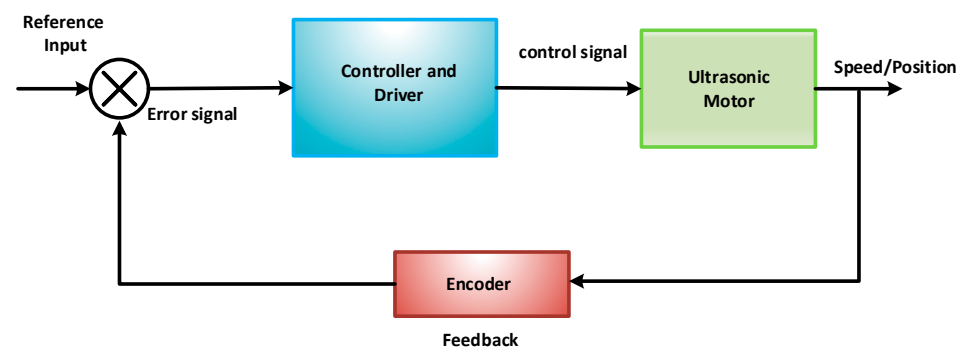 Reference
Input
Error signal
Controller and
Driver
control signal
Ultrasonic
Motor
Speed/Position
Encoder
Feedback